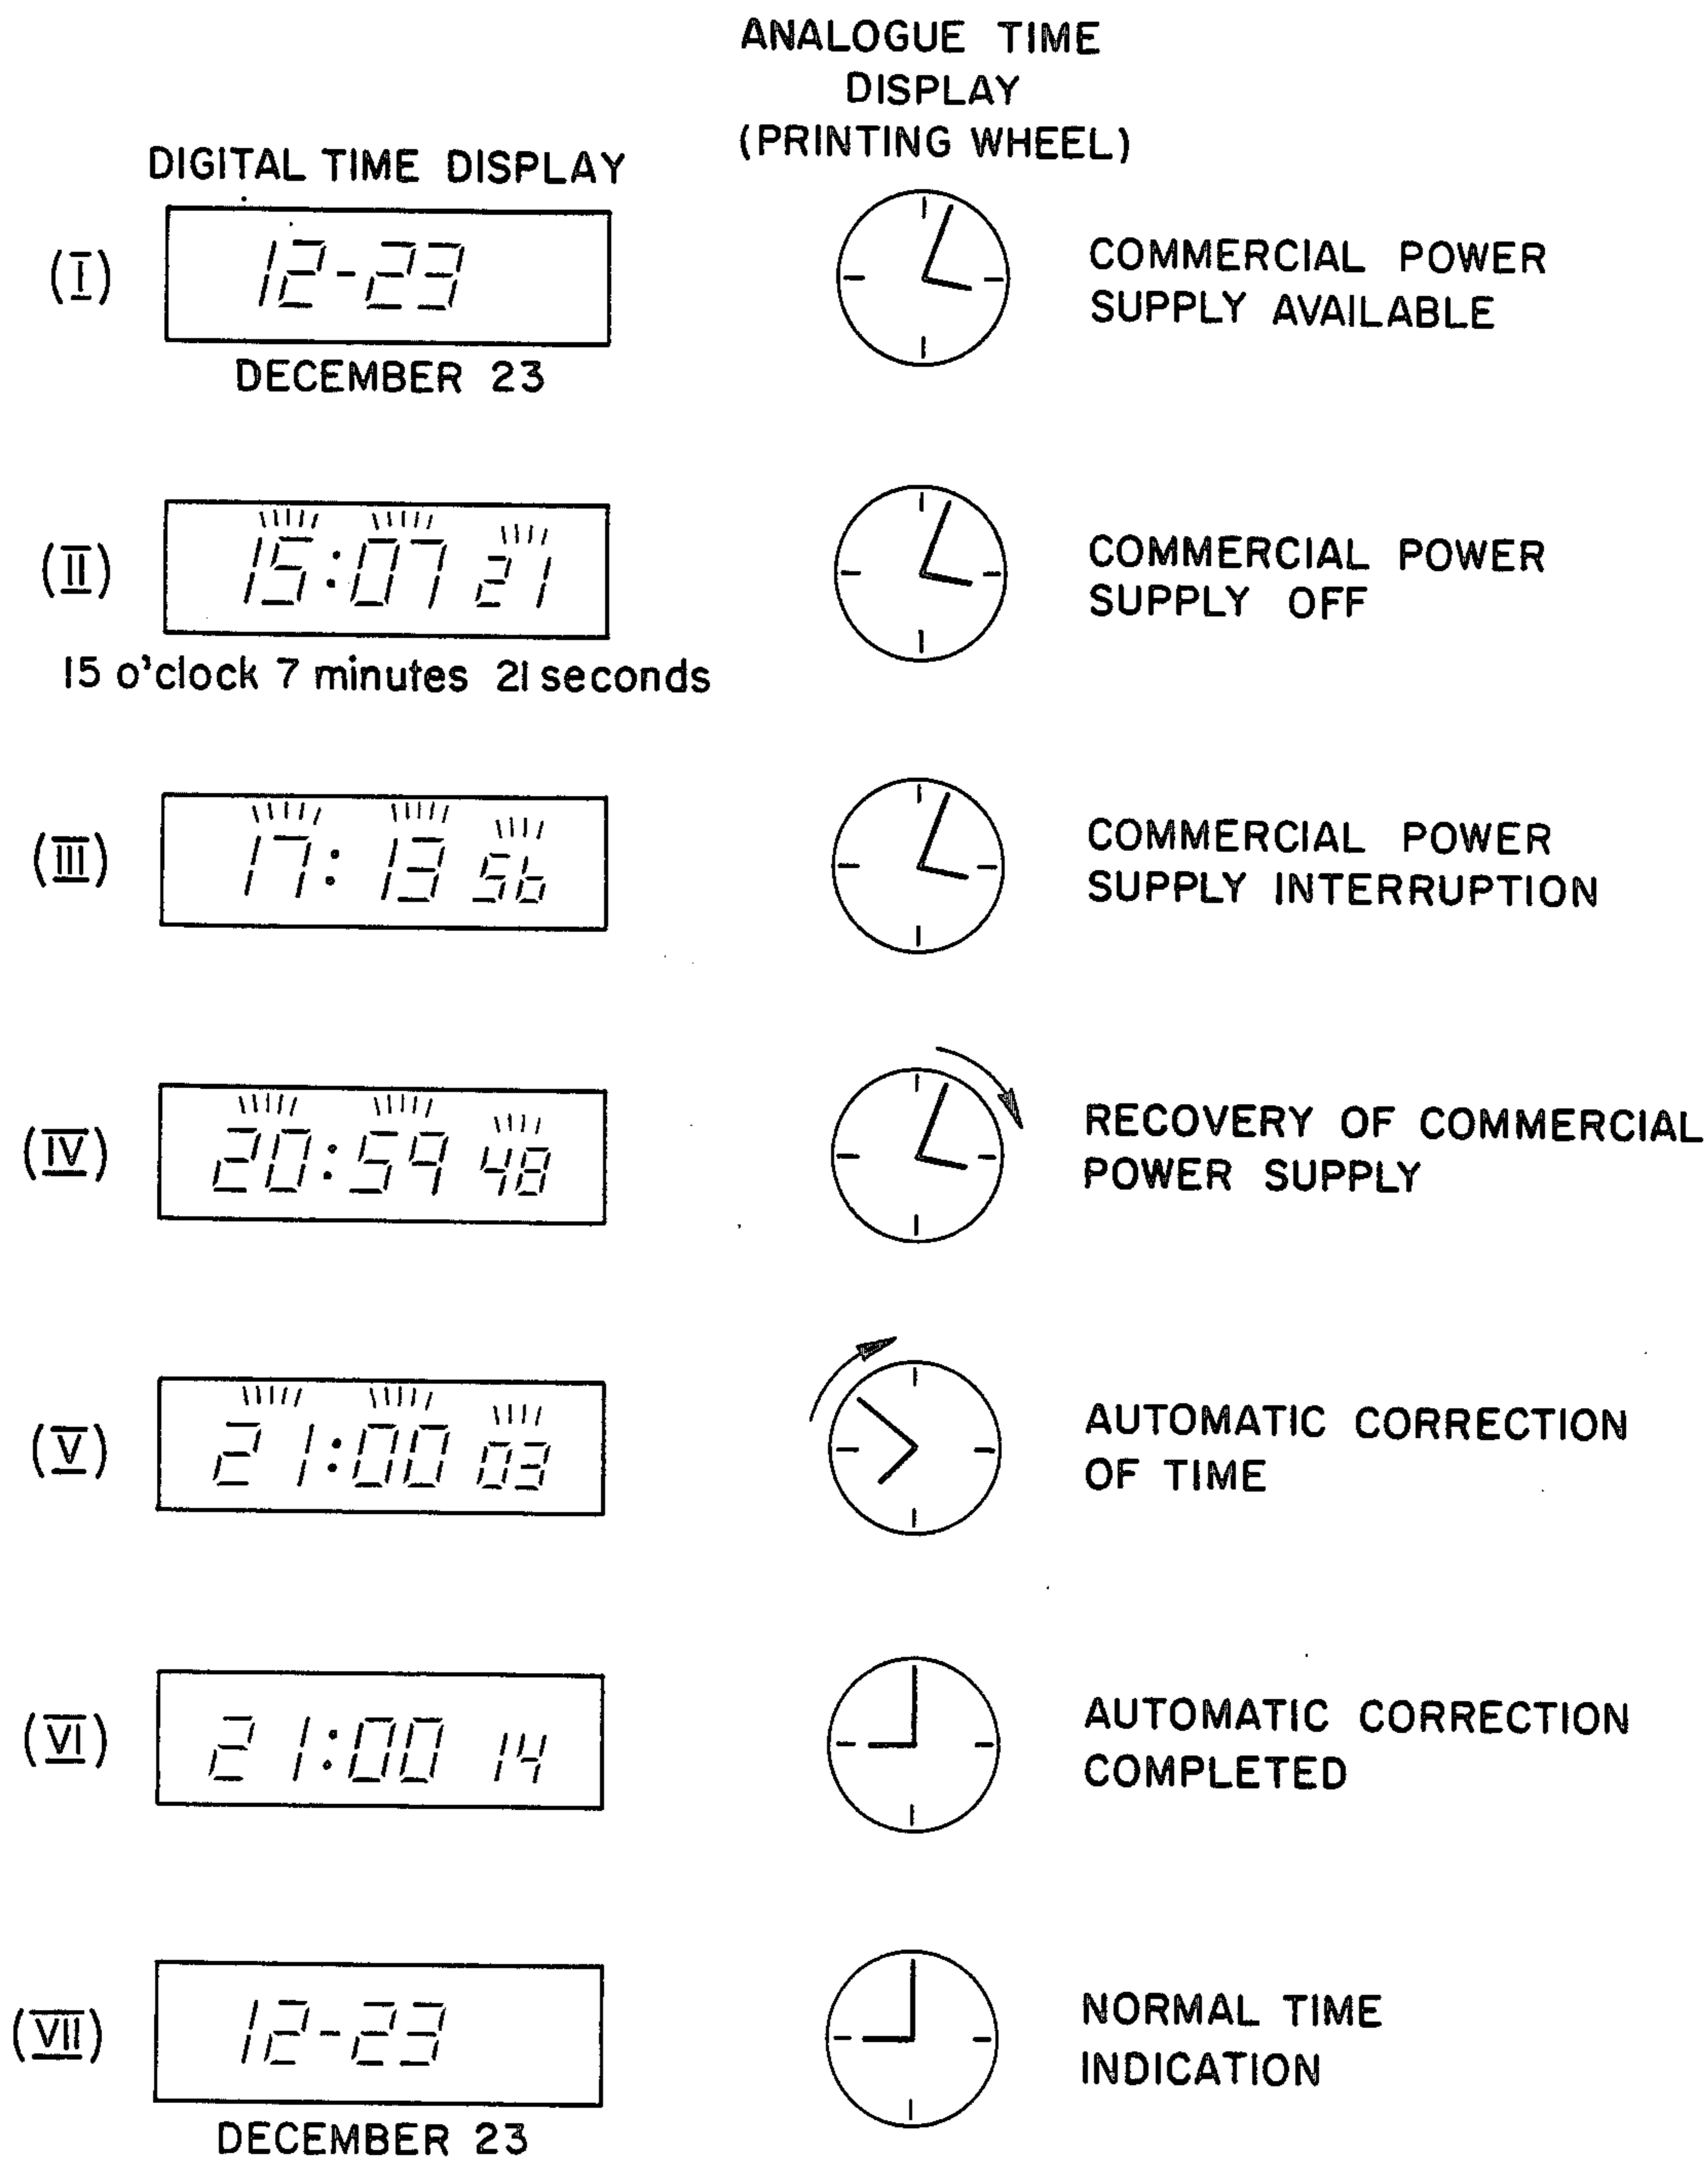 ANALOGUE TIME
DISPLAY
(PRINTING WHEEL)
DIGITAL TIME DISPLAY
(I)
12-23
DECEMBER 23
COMMERCIAL POWER
SUPPLY AVAILABLE
(II)
15:07 21
15 o'clock 7 minutes 21 seconds
COMMERCIAL POWER
SUPPLY OFF
(III)
17:13 56
COMMERCIAL POWER
SUPPLY INTERRUPTION
(IV)
20:59 48
RECOVERY OF COMMERCIAL
POWER SUPPLY
(V)
21:00 03
AUTOMATIC CORRECTION
OF TIME
(VI)
21:00 14
AUTOMATIC CORRECTION
COMPLETED
(VII)
12-23
DECEMBER 23
NORMAL TIME
INDICATION